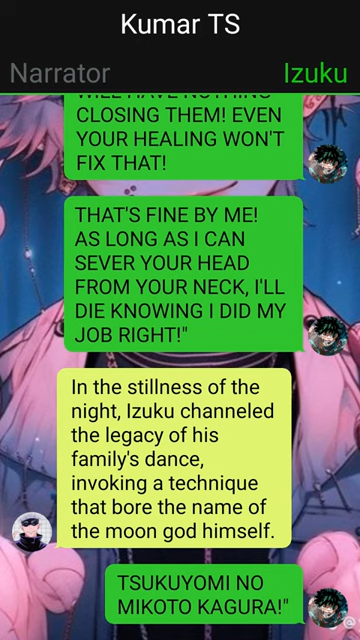 Kumar TS
Narrator
Izuku
WILL HAVE NOTHING
CLOSING THEM! EVEN
YOUR HEALING WON'T
FIX THAT!
THAT'S FINE BY ME!
AS LONG AS I CAN
SEVER YOUR HEAD
FROM YOUR NECK, I'LL
DIE KNOWING I DID MY
JOB RIGHT!"
In the stillness of the
night, Izuku channeled
the legacy of his
family's dance,
invoking a technique
that bore the name of
the moon god himself.
TSUKUYOMI NO
MIKOTO KAGURA!"